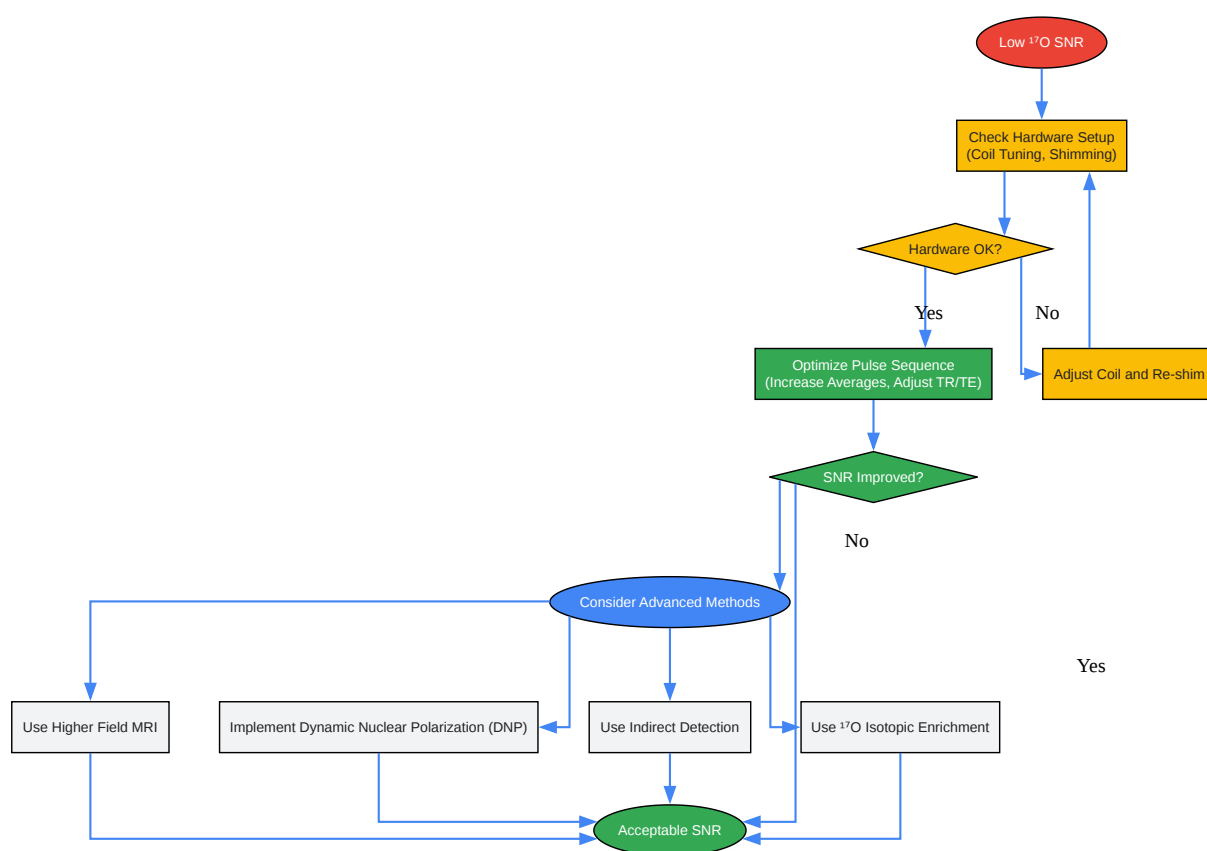 Low ¹⁷O SNR
Check Hardware Setup
(Coil Tuning, Shimming)
Hardware OK?
Yes
No
Optimize Pulse Sequence
(Increase Averages, Adjust TR/TE)
Adjust Coil and Re-shim
SNR Improved?
No
Consider Advanced Methods
Yes
Use Higher Field MRI
Implement Dynamic Nuclear Polarization (DNP)
Use Indirect Detection
Use ¹⁷O Isotopic Enrichment
Acceptable SNR